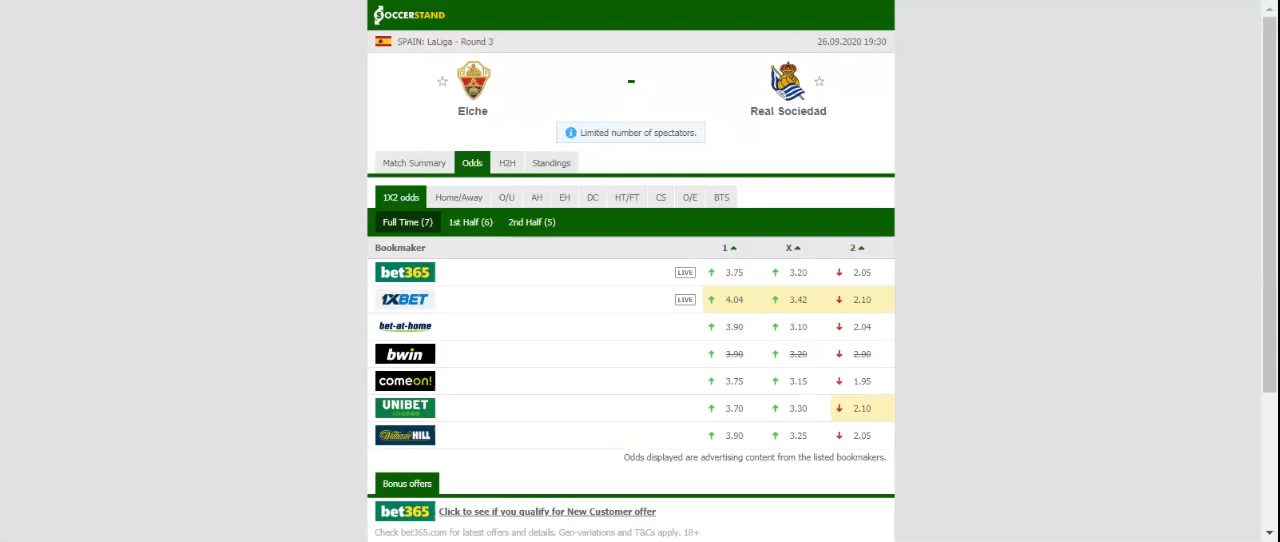 SOCCERSTAND
SPAIN: LaLiga - Round 3 26.09.2020 19:30
-
Elche Real Sociedad
Limited number of spectators.
Match Summary Odds H2H Standings
1X2 odds Home/Away O/U AH EH DC HT/FT CS O/E BTS
Full Time (7) 1st Half (6) 2nd Half (5)
Bookmaker 1 X 2
bet365 LIVE 3.75 3.20 2.05
1XBET LIVE 4.04 3.42 2.10
bet-at-home 3.90 3.10 2.04
bwin 3.90 3.20 2.00
comeon! 3.75 3.15 1.95
UNIBET 3.70 3.30 2.10
William HILL 3.90 3.25 2.05
Odds displayed are advertising content from the listed bookmakers.
Bonus offers
bet365 Click to see if you qualify for New Customer offer
Check bet365.com for latest offers and details. Geo-variations and T&Cs apply. 18+